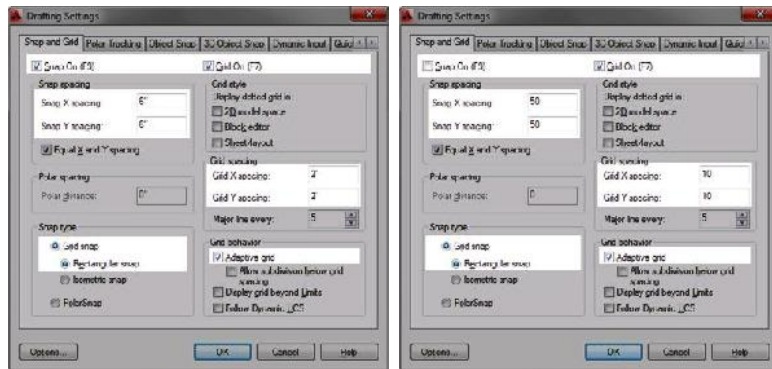 Drafting Settings
Snap and Grid Polar Tracking Object Snap 3D Object Snap Dynamic Input Quic
Snap On (F9)
Grid On (F7)
Snap spacing
Snap X spacing: 6"
Snap Y spacing: 6"
Equal X and Y spacing
Polar spacing
Polar distance: 0"
Snap type
Grid snap
Rectangular snap
Isometric snap
PolarSnap
Grid style
Display dotted grid in:
2D model space
Block editor
Sheet/layout
Grid spacing
Grid X spacing: 2'
Grid Y spacing: 2'
Major line every: 5
Grid behavior
Adaptive grid
Allow subdivision below grid
spacing
Display grid beyond Limits
Follow Dynamic UCS
Options... OK Cancel Help
Drafting Settings
Snap and Grid Polar Tracking Object Snap 3D Object Snap Dynamic Input Quic
Snap On (F9)
Grid On (F7)
Snap spacing
Snap X spacing: 50
Snap Y spacing: 50
Equal X and Y spacing
Polar spacing
Polar distance: 0
Snap type
Grid snap
Rectangular snap
Isometric snap
PolarSnap
Grid style
Display dotted grid in:
2D model space
Block editor
Sheet/layout
Grid spacing
Grid X spacing: 10
Grid Y spacing: 10
Major line every: 5
Grid behavior
Adaptive grid
Allow subdivision below grid
spacing
Display grid beyond Limits
Follow Dynamic UCS
Options... OK Cancel Help